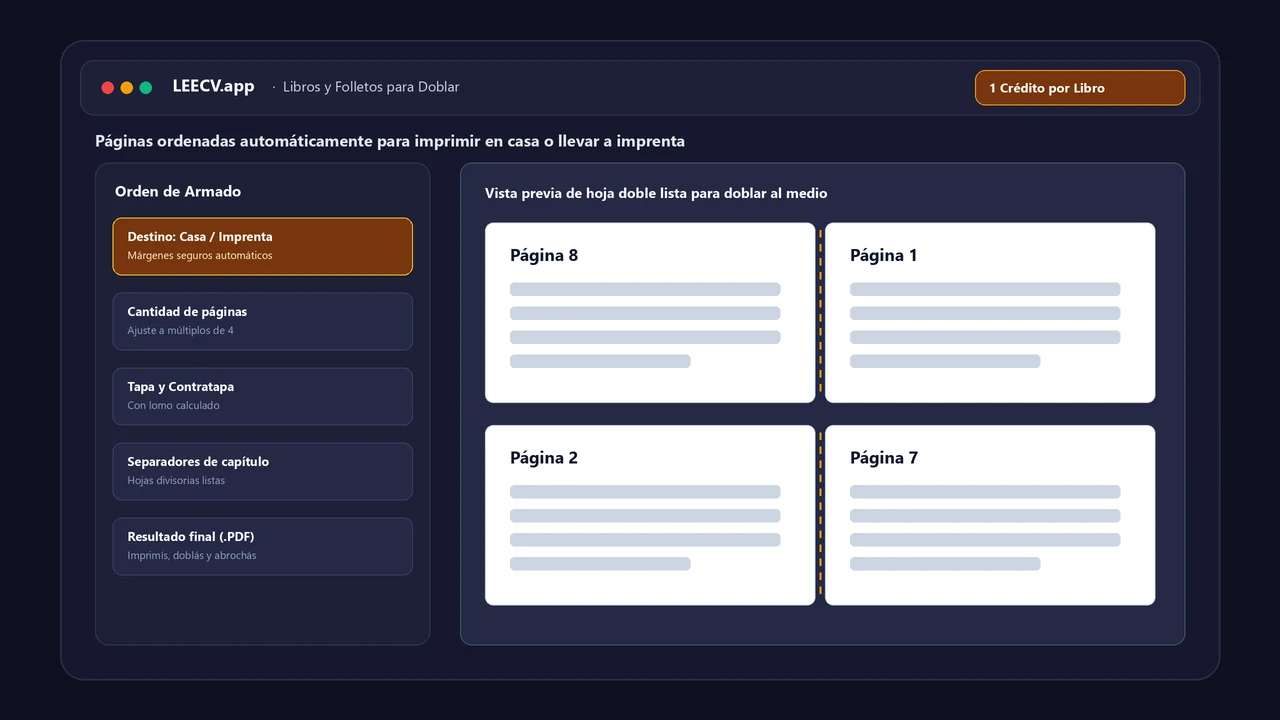 LEECV.app · Libros y Folletos para Doblar
1 Crédito por Libro
Páginas ordenadas automáticamente para imprimir en casa o llevar a imprenta
Orden de Armado
Destino: Casa / Imprenta
Márgenes seguros automáticos
Cantidad de páginas
Ajuste a múltiplos de 4
Tapa y Contratapa
Con lomo calculado
Separadores de capítulo
Hojas divisorias listas
Resultado final (.PDF)
Imprimís, doblás y abrochás
Vista previa de hoja doble lista para doblar al medio
Página 8
Página 1
Página 2
Página 7